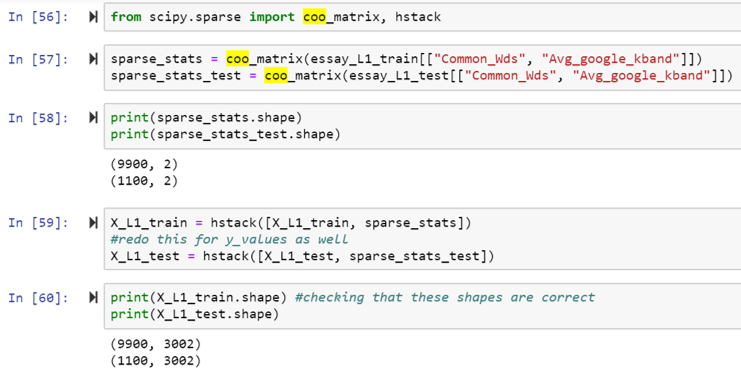 In [56]: from scipy.sparse import coo_matrix, hstack
In [57]: sparse_stats = coo_matrix(essay_L1_train[["Common_Wds", "Avg_google_kband"]])
sparse_stats_test = coo_matrix(essay_L1_test[["Common_Wds", "Avg_google_kband"]])
In [58]: print(sparse_stats.shape)
print(sparse_stats_test.shape)
(9900, 2)
(1100, 2)
In [59]: X_L1_train = hstack([X_L1_train, sparse_stats])
#redo this for y_values as well
X_L1_test = hstack([X_L1_test, sparse_stats_test])
In [60]: print(X_L1_train.shape) #checking that these shapes are correct
print(X_L1_test.shape)
(9900, 3002)
(1100, 3002)